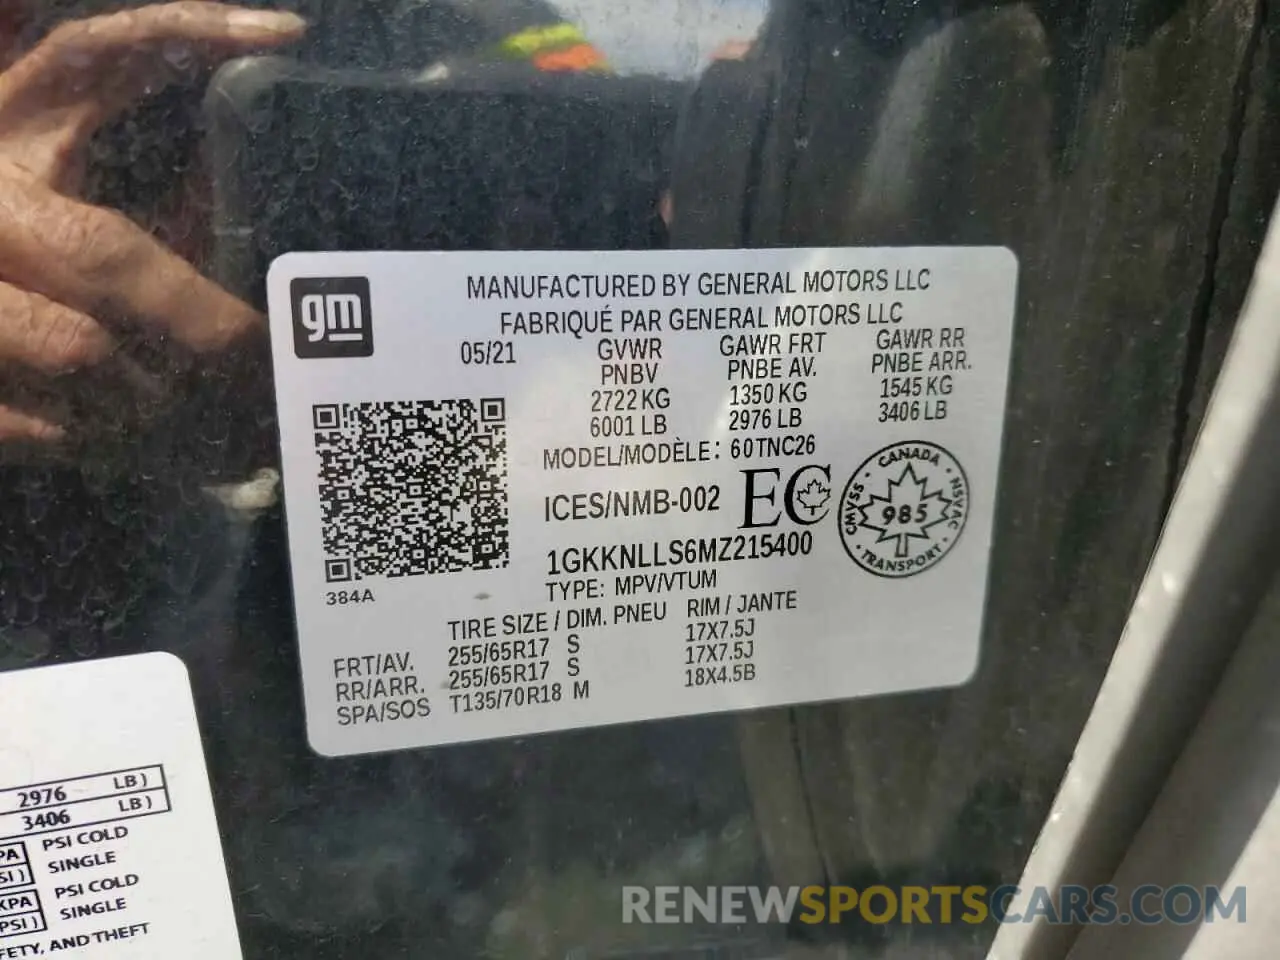 gm
MANUFACTURED BY GENERAL MOTORS LLC
FABRIQUÉ PAR GENERAL MOTORS LLC
05/21 GVWR GAWR FRT GAWR RR
PNBV PNBE AV. PNBE ARR.
2722 KG 1350 KG 1545 KG
6001 LB 2976 LB 3406 LB
MODEL/MODÈLE: 60TNC26
ICES/NMB-002 EC
CANADA
CMVSS 985 NSVAC
TRANSPORT
1GKKNLLS6MZ215400
TYPE: MPV/VTUM
384A
TIRE SIZE / DIM. PNEU RIM / JANTE
FRT/AV. 255/65R17 S 17X7.5J
RR/ARR. 255/65R17 S 17X7.5J
SPA/SOS T135/70R18 M 18X4.5B
2976 LB)
3406 LB)
PSI COLD
SINGLE
KPA PSI COLD
PSI) SINGLE
AND THEFT
RENEWSPORTSCARS.COM